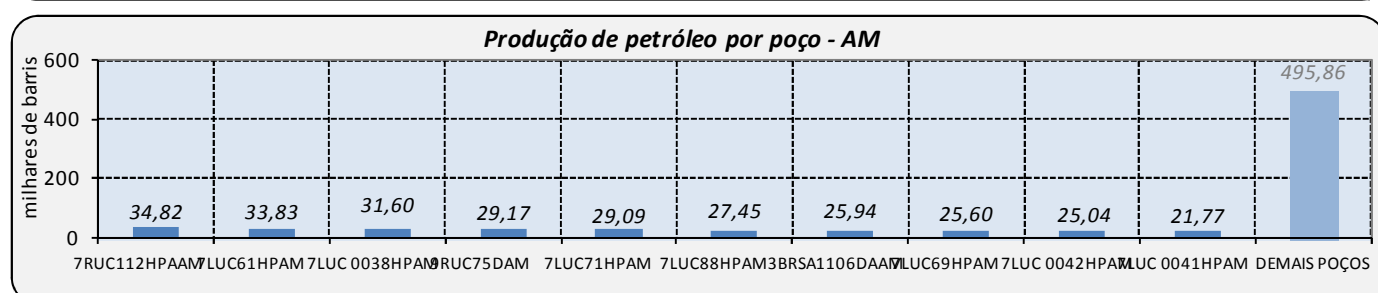 Produção de petróleo por poço - AM
milhares de barris
600
400
200
0
34,82 33,83 31,60 29,17 29,09 27,45 25,94 25,60 25,04 21,77 495,86
7RUC112HPAAM 7LUC61HPAM 7LUC 0038HPAM 9RUC75DAM 7LUC71HPAM 7LUC88HPAM 3BRSA1106DAAM 7LUC69HPAM 7LUC 0042HPAM 7LUC 0041HPAM DEMAIS POÇOS